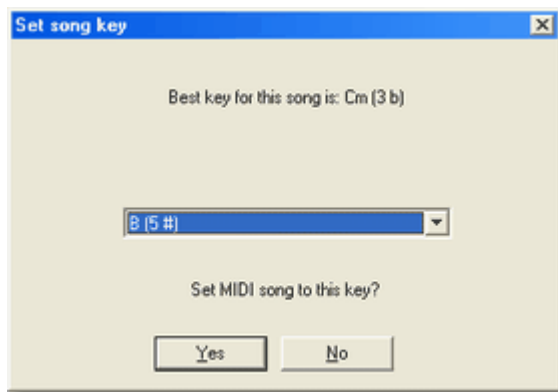 Set song key
Best key for this song is: Cm (3 b)
B (5 #)
Set MIDI song to this key?
Yes No